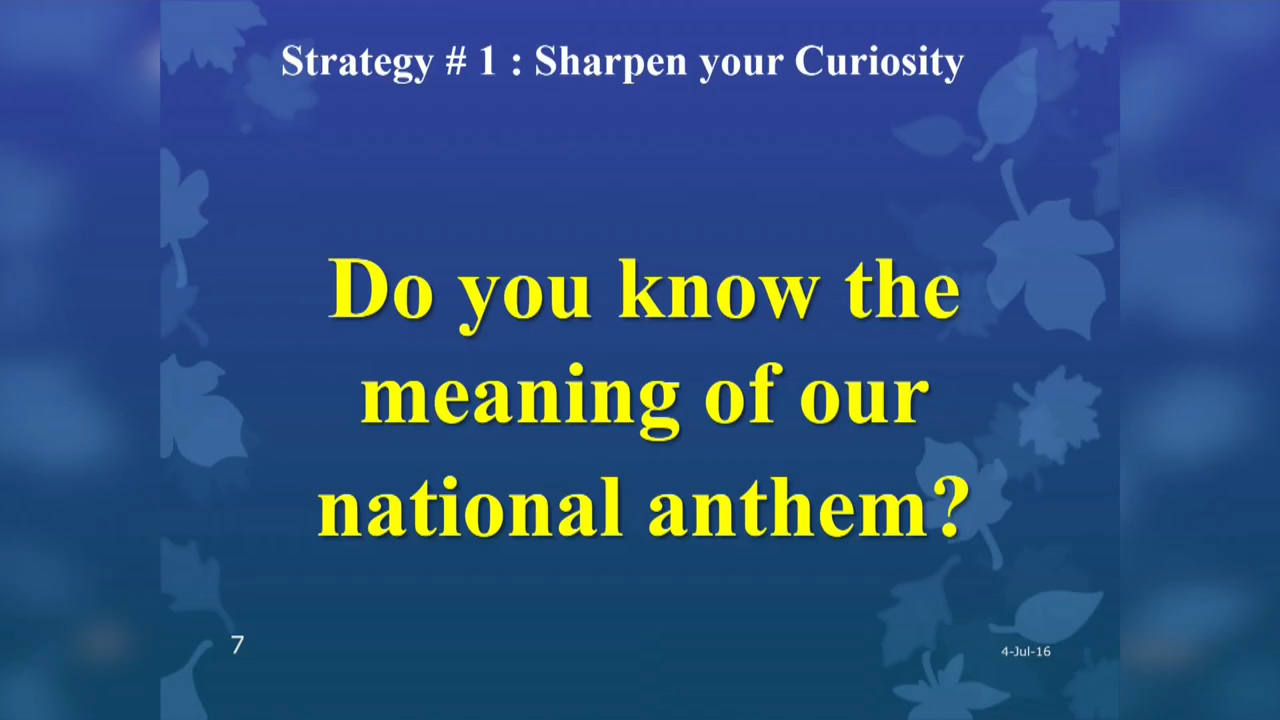 Strategy # 1 : Sharpen your Curiosity
Do you know the
meaning of our
national anthem?
7
4-Jul-16